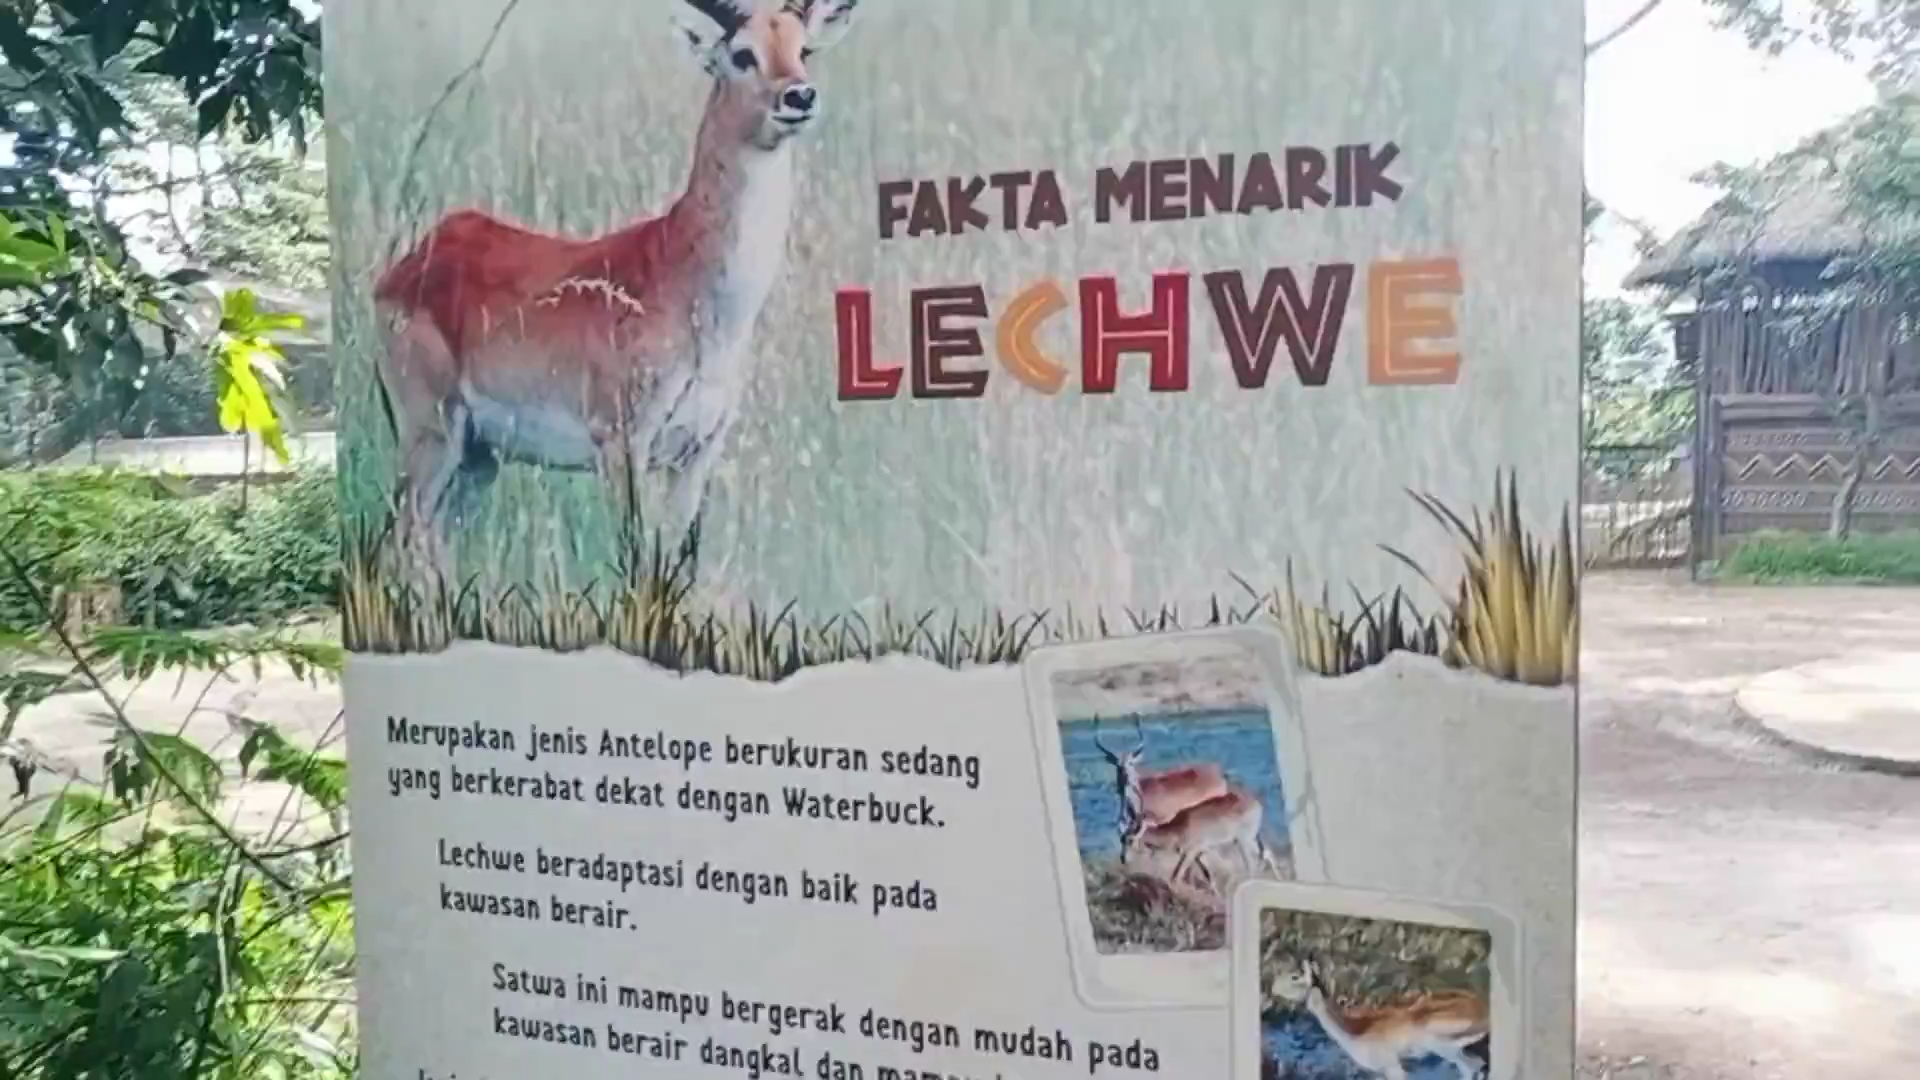 FAKTA MENARIK
LECHWE
Merupakan jenis Antelope berukuran sedang
yang berkerabat dekat dengan Waterbuck.
Lechwe beradaptasi dengan baik pada
kawasan berair.
Satwa ini mampu bergerak dengan mudah pada
kawasan berair dangkal dan